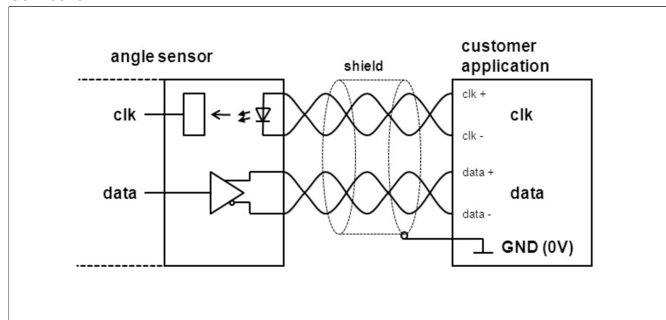 angle sensor
shield
customer
application
clk
clk +
clk
clk -
data +
data
data
data -
GND (0V)